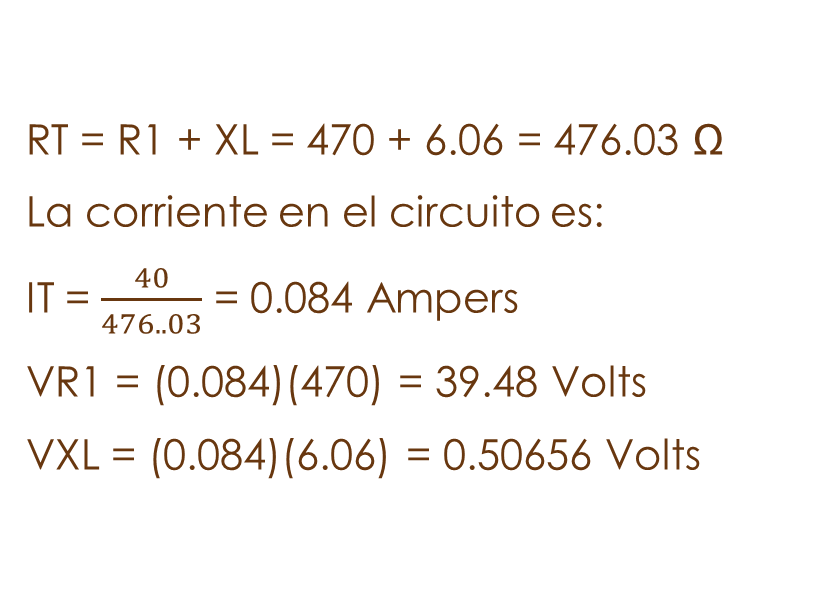 RT = R1 + XL = 470 + 6.06 = 476.03 Ω
La corriente en el circuito es:
IT = 40/476..03 = 0.084 Ampers
VR1 = (0.084)(470) = 39.48 Volts
VXL = (0.084)(6.06) = 0.50656 Volts